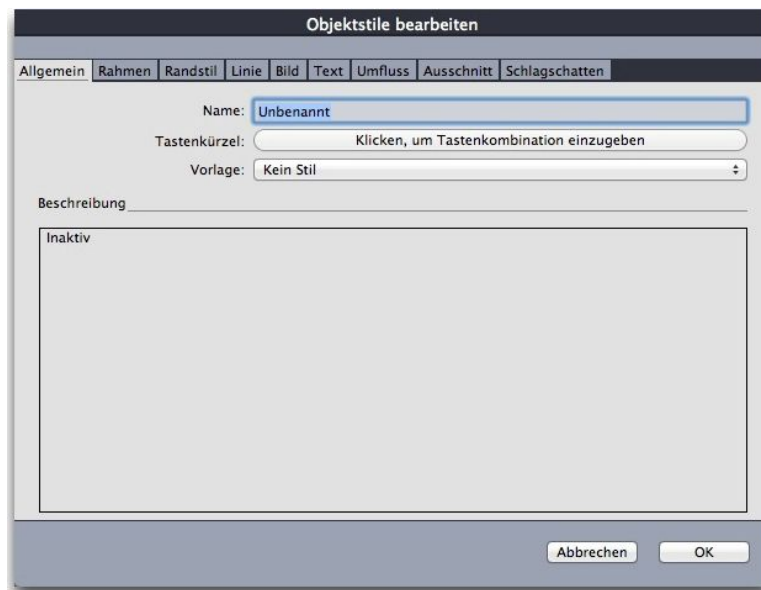 Objektstile bearbeiten
Allgemein Rahmen Randstil Linie Bild Text Umfluss Ausschnitt Schlagschatten
Name: Unbenannt
Tastenkürzel: Klicken, um Tastenkombination einzugeben
Vorlage: Kein Stil
Beschreibung
Inaktiv
Abbrechen OK